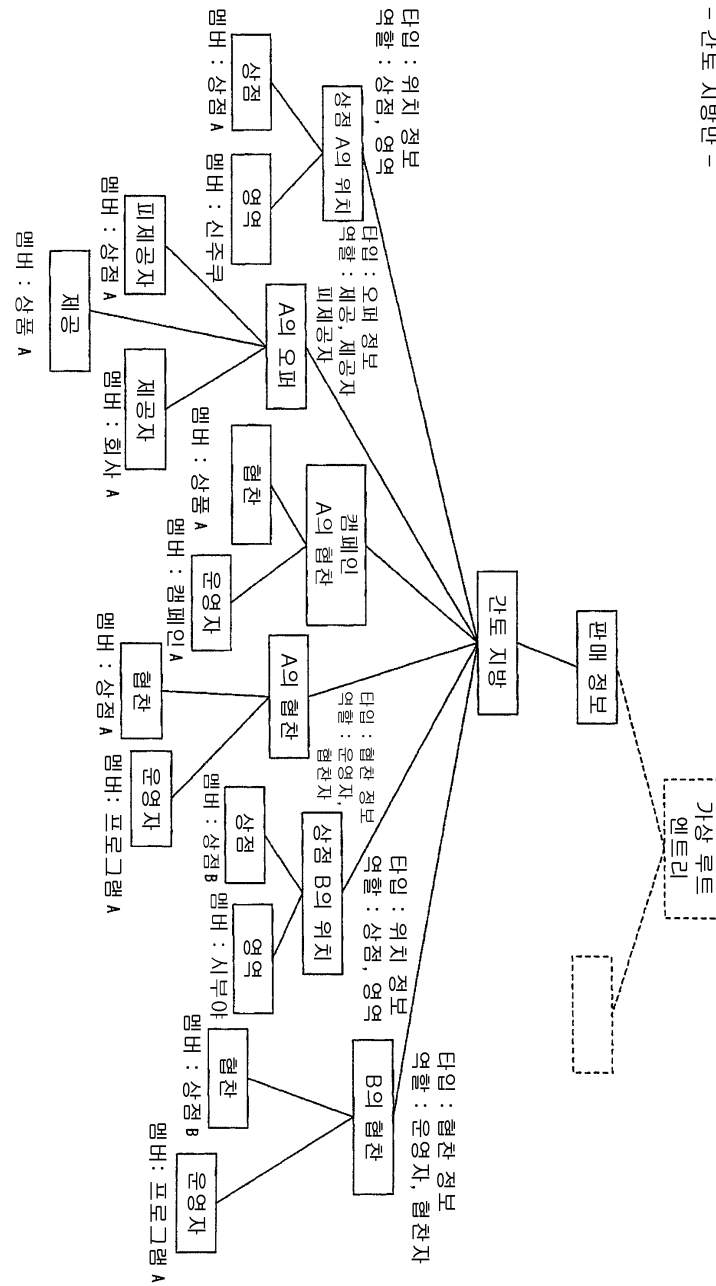 - 간토 지방만 -
가상 루트
엔트리
판매 정보
간토 지방
타입 : 위치 정보
역할 : 상점, 영역
상점 A의 위치
상점
멤버 : 상점 A
영역
멤버 : 신주쿠
타입 : 오퍼 정보
역할 : 제공, 제공자
피제공자
A의 오퍼
피제공자
멤버 : 상점 A
제공
멤버 : 상품 A
제공자
멤버 : 회사 A
캠페인
A의 협찬
협찬
멤버 : 상품 A
운영자
멤버 : 캠페인 A
타입 : 협찬 정보
역할 : 운영자,
협찬자
A의 협찬
협찬
멤버 : 상점 A
운영자
멤버: 프로그램 A
타입 : 위치 정보
역할 : 상점, 영역
상점 B의 위치
상점
멤버 : 상점B
영역
멤버 : 시부야
타입 : 협찬 정보
역할 : 운영자, 협찬자
B의 협찬
협찬
멤버 : 상점 B
운영자
멤버: 프로그램 A